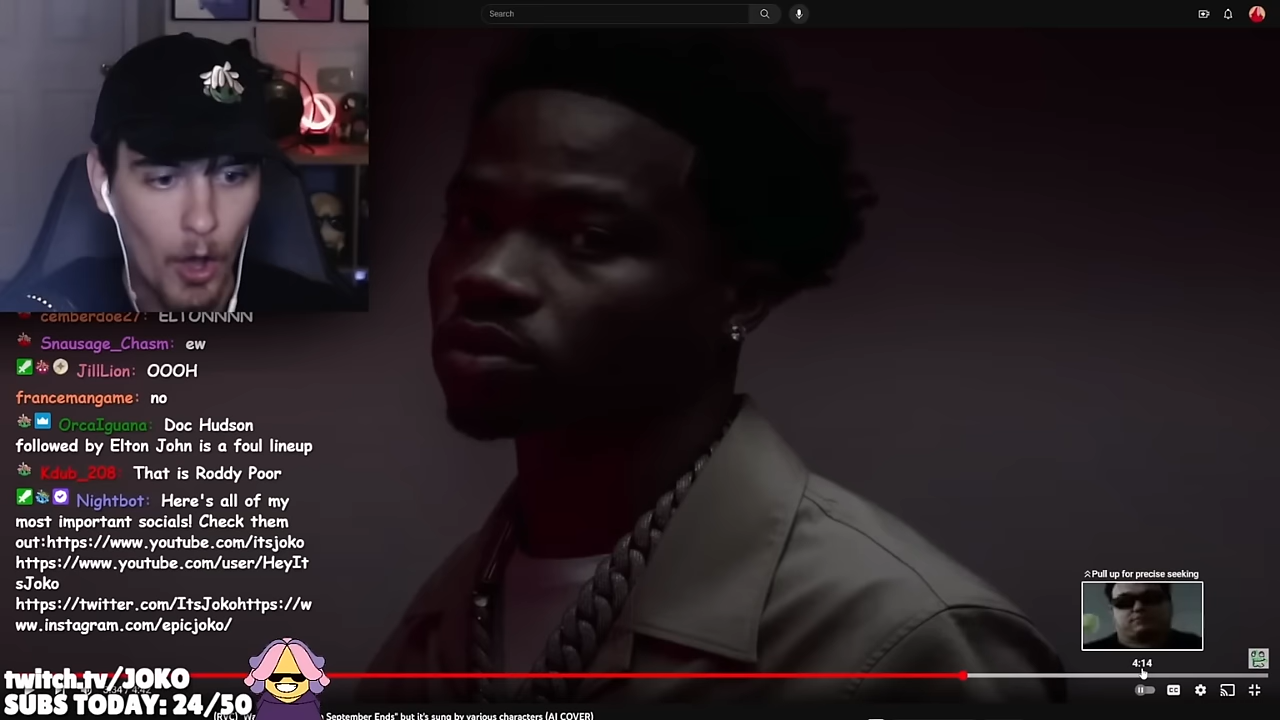 Search
cemberdoe27: ELTONNNN
Snausage_Chasm: ew
JillLion: OOOH
francemangame: no
OrcaIguana: Doc Hudson
followed by Elton John is a foul lineup
Kdub_208: That is Roddy Poor
Nightbot: Here's all of my
most important socials! Check them
out:https://www.youtube.com/itsjoko
https://www.youtube.com/user/HeyIt
sJoko
https://twitter.com/ItsJokohttps://w
ww.instagram.com/epicjoko/
Pull up for precise seeking
4:14
twitch.tv/JOKO
SUBS TODAY: 24/50
3:34 / 4:42
September Ends" but it's sung by various characters (AI COVER)